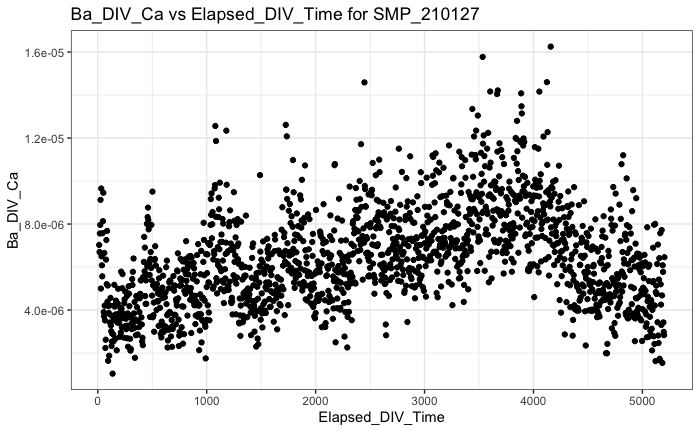 Ba_DIV_Ca vs Elapsed_DIV_Time for SMP_210127
1.6e-05
1.2e-05
8.0e-06
4.0e-06
Ba_DIV_Ca
0 1000 2000 3000 4000 5000
Elapsed_DIV_Time